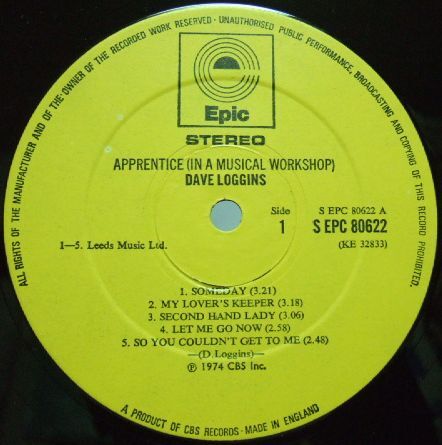 ALL RIGHTS OF THE MANUFACTURER AND OF THE OWNER OF THE RECORDED WORK RESERVED - UNAUTHORISED PUBLIC PERFORMANCE, BROADCASTING AND COPYING OF THIS RECORD PROHIBITED.
Epic
STEREO
APPRENTICE (IN A MUSICAL WORKSHOP)
DAVE LOGGINS
Side
1
S EPC 80622 A
S EPC 80622
(KE 32833)
1—5. Leeds Music Ltd.
1. SOMEDAY (3.21)
2. MY LOVER'S KEEPER (3.18)
3. SECOND HAND LADY (3.06)
4. LET ME GO NOW (2.58)
5. SO YOU COULDN'T GET TO ME (2.48)
—(D.Loggins)—
℗ 1974 CBS Inc.
A PRODUCT OF CBS RECORDS · MADE IN ENGLAND